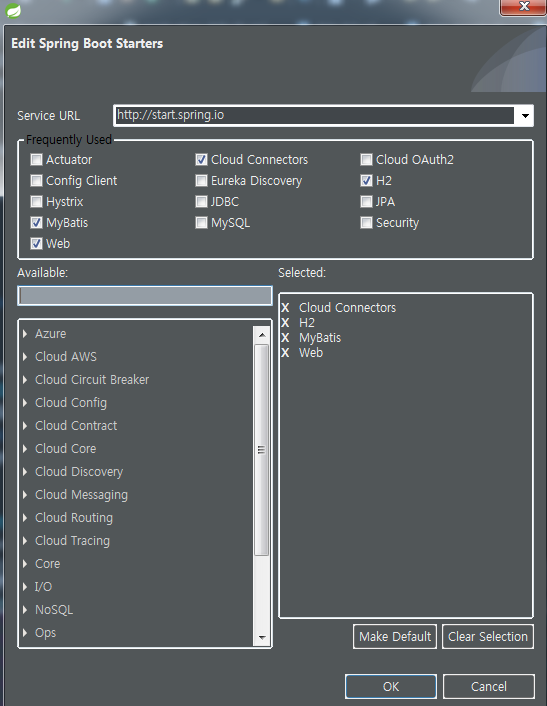 Edit Spring Boot Starters
Service URL
http://start.spring.io
Frequently Used
Actuator
Cloud Connectors
Cloud OAuth2
Config Client
Eureka Discovery
H2
Hystrix
JDBC
JPA
MyBatis
MySQL
Security
Web
Available:
Azure
Cloud AWS
Cloud Circuit Breaker
Cloud Config
Cloud Contract
Cloud Core
Cloud Discovery
Cloud Messaging
Cloud Routing
Cloud Tracing
Core
I/O
NoSQL
Ops
Selected:
X Cloud Connectors
X H2
X MyBatis
X Web
Make Default
Clear Selection
OK
Cancel